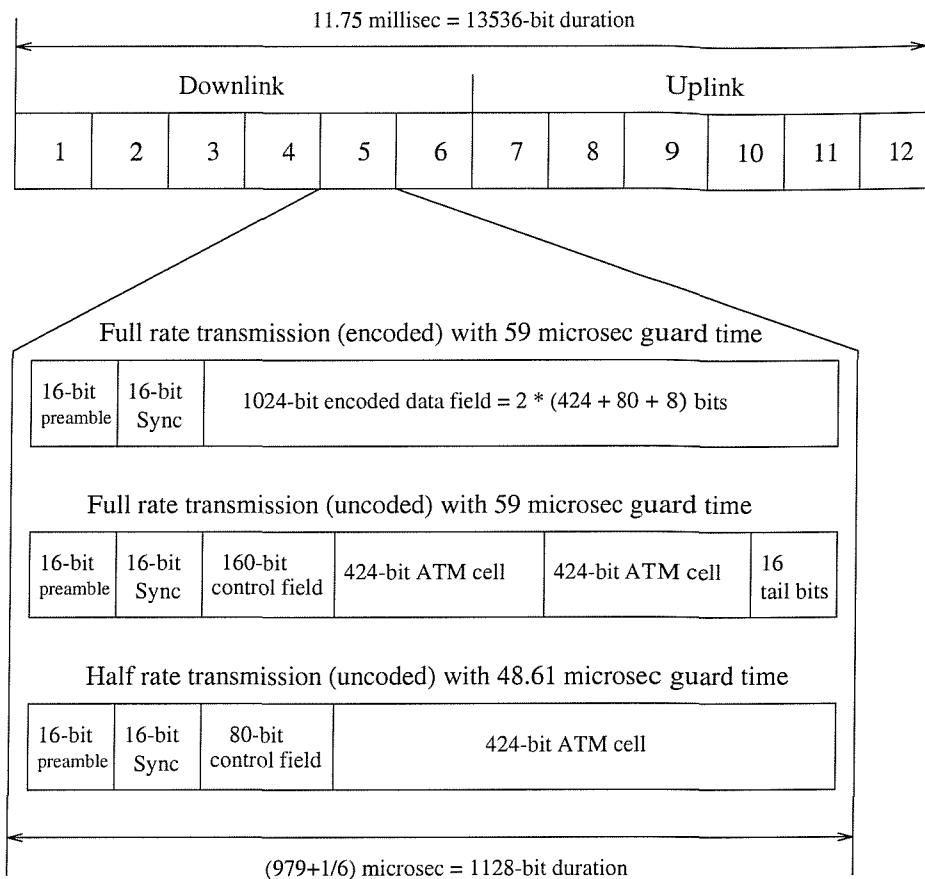 11.75 millisec = 13536-bit duration
Downlink Uplink
1 2 3 4 5 6 7 8 9 10 11 12
Full rate transmission (encoded) with 59 microsec guard time
16-bit preamble
16-bit Sync
1024-bit encoded data field = 2 * (424 + 80 + 8) bits
Full rate transmission (uncoded) with 59 microsec guard time
16-bit preamble
16-bit Sync
160-bit control field
424-bit ATM cell
424-bit ATM cell
16 tail bits
Half rate transmission (uncoded) with 48.61 microsec guard time
16-bit preamble
16-bit Sync
80-bit control field
424-bit ATM cell
(979+1/6) microsec = 1128-bit duration